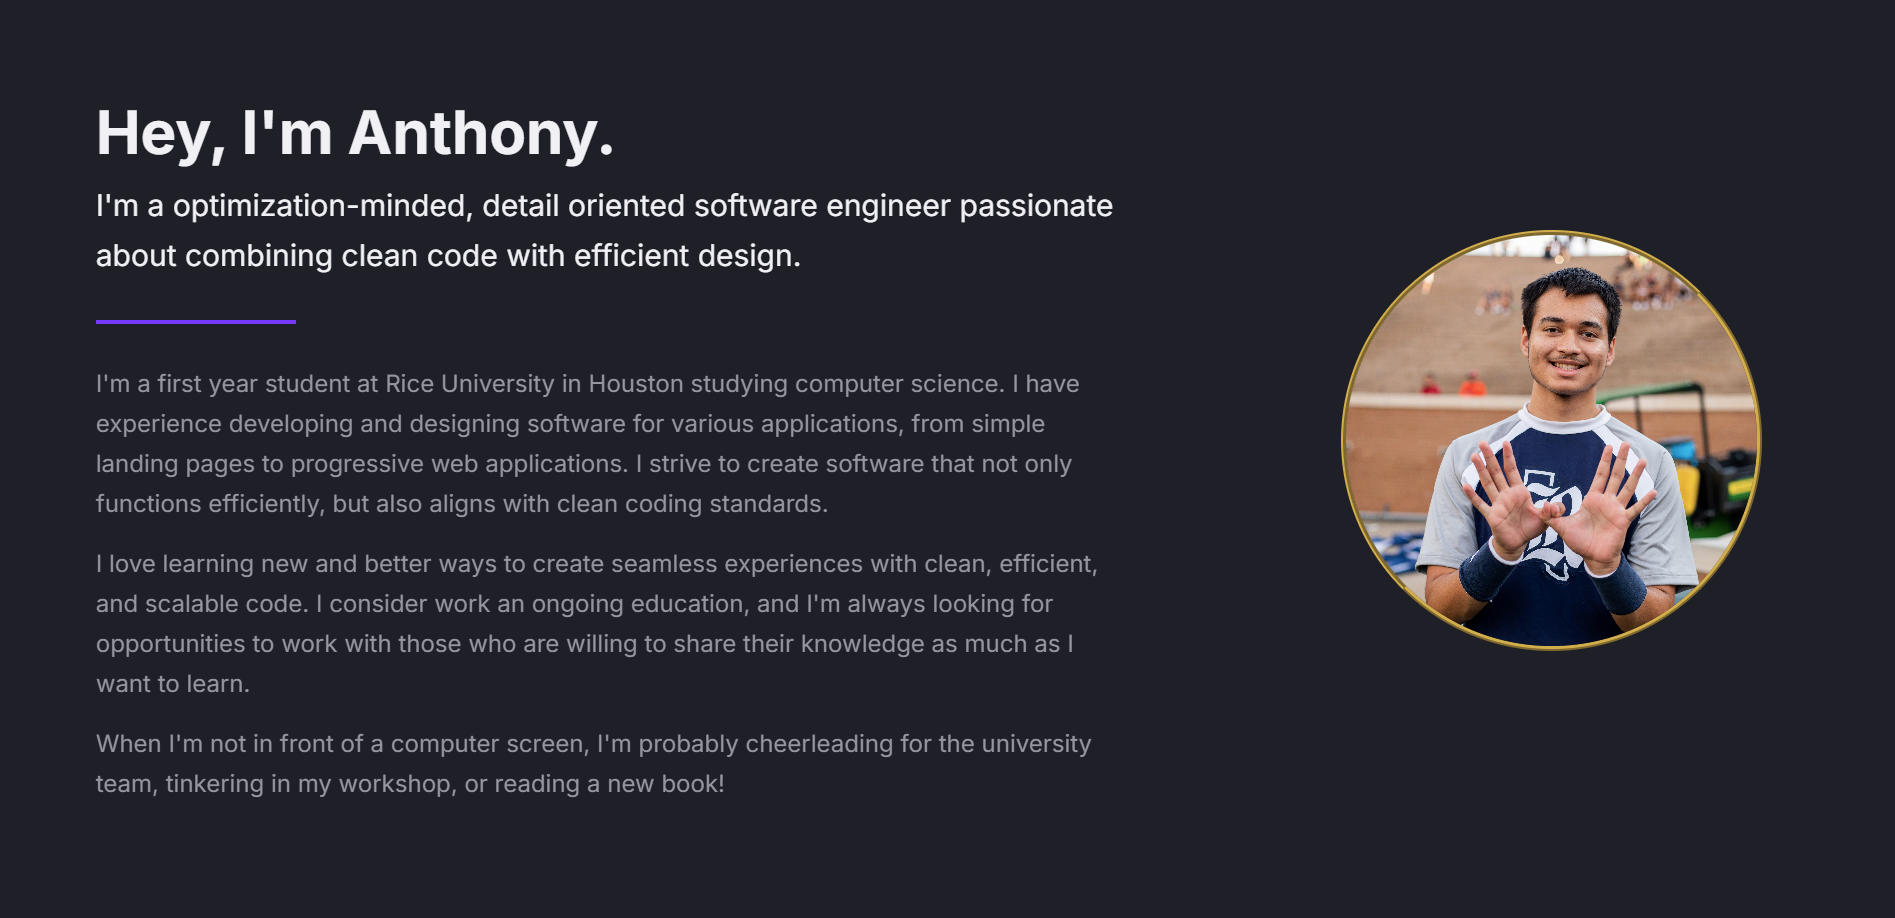 Hey, I'm Anthony.
I'm a optimization-minded, detail oriented software engineer passionate
about combining clean code with efficient design.
I'm a first year student at Rice University in Houston studying computer science. I have
experience developing and designing software for various applications, from simple
landing pages to progressive web applications. I strive to create software that not only
functions efficiently, but also aligns with clean coding standards.
I love learning new and better ways to create seamless experiences with clean, efficient,
and scalable code. I consider work an ongoing education, and I'm always looking for
opportunities to work with those who are willing to share their knowledge as much as I
want to learn.
When I'm not in front of a computer screen, I'm probably cheerleading for the university
team, tinkering in my workshop, or reading a new book!